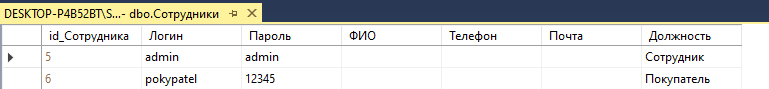 DESKTOP-P4B52BT\S...- dbo.Сотрудники
id_Сотрудника Логин Пароль ФИО Телефон Почта Должность
5 admin admin Сотрудник
6 pokypatel 12345 Покупатель